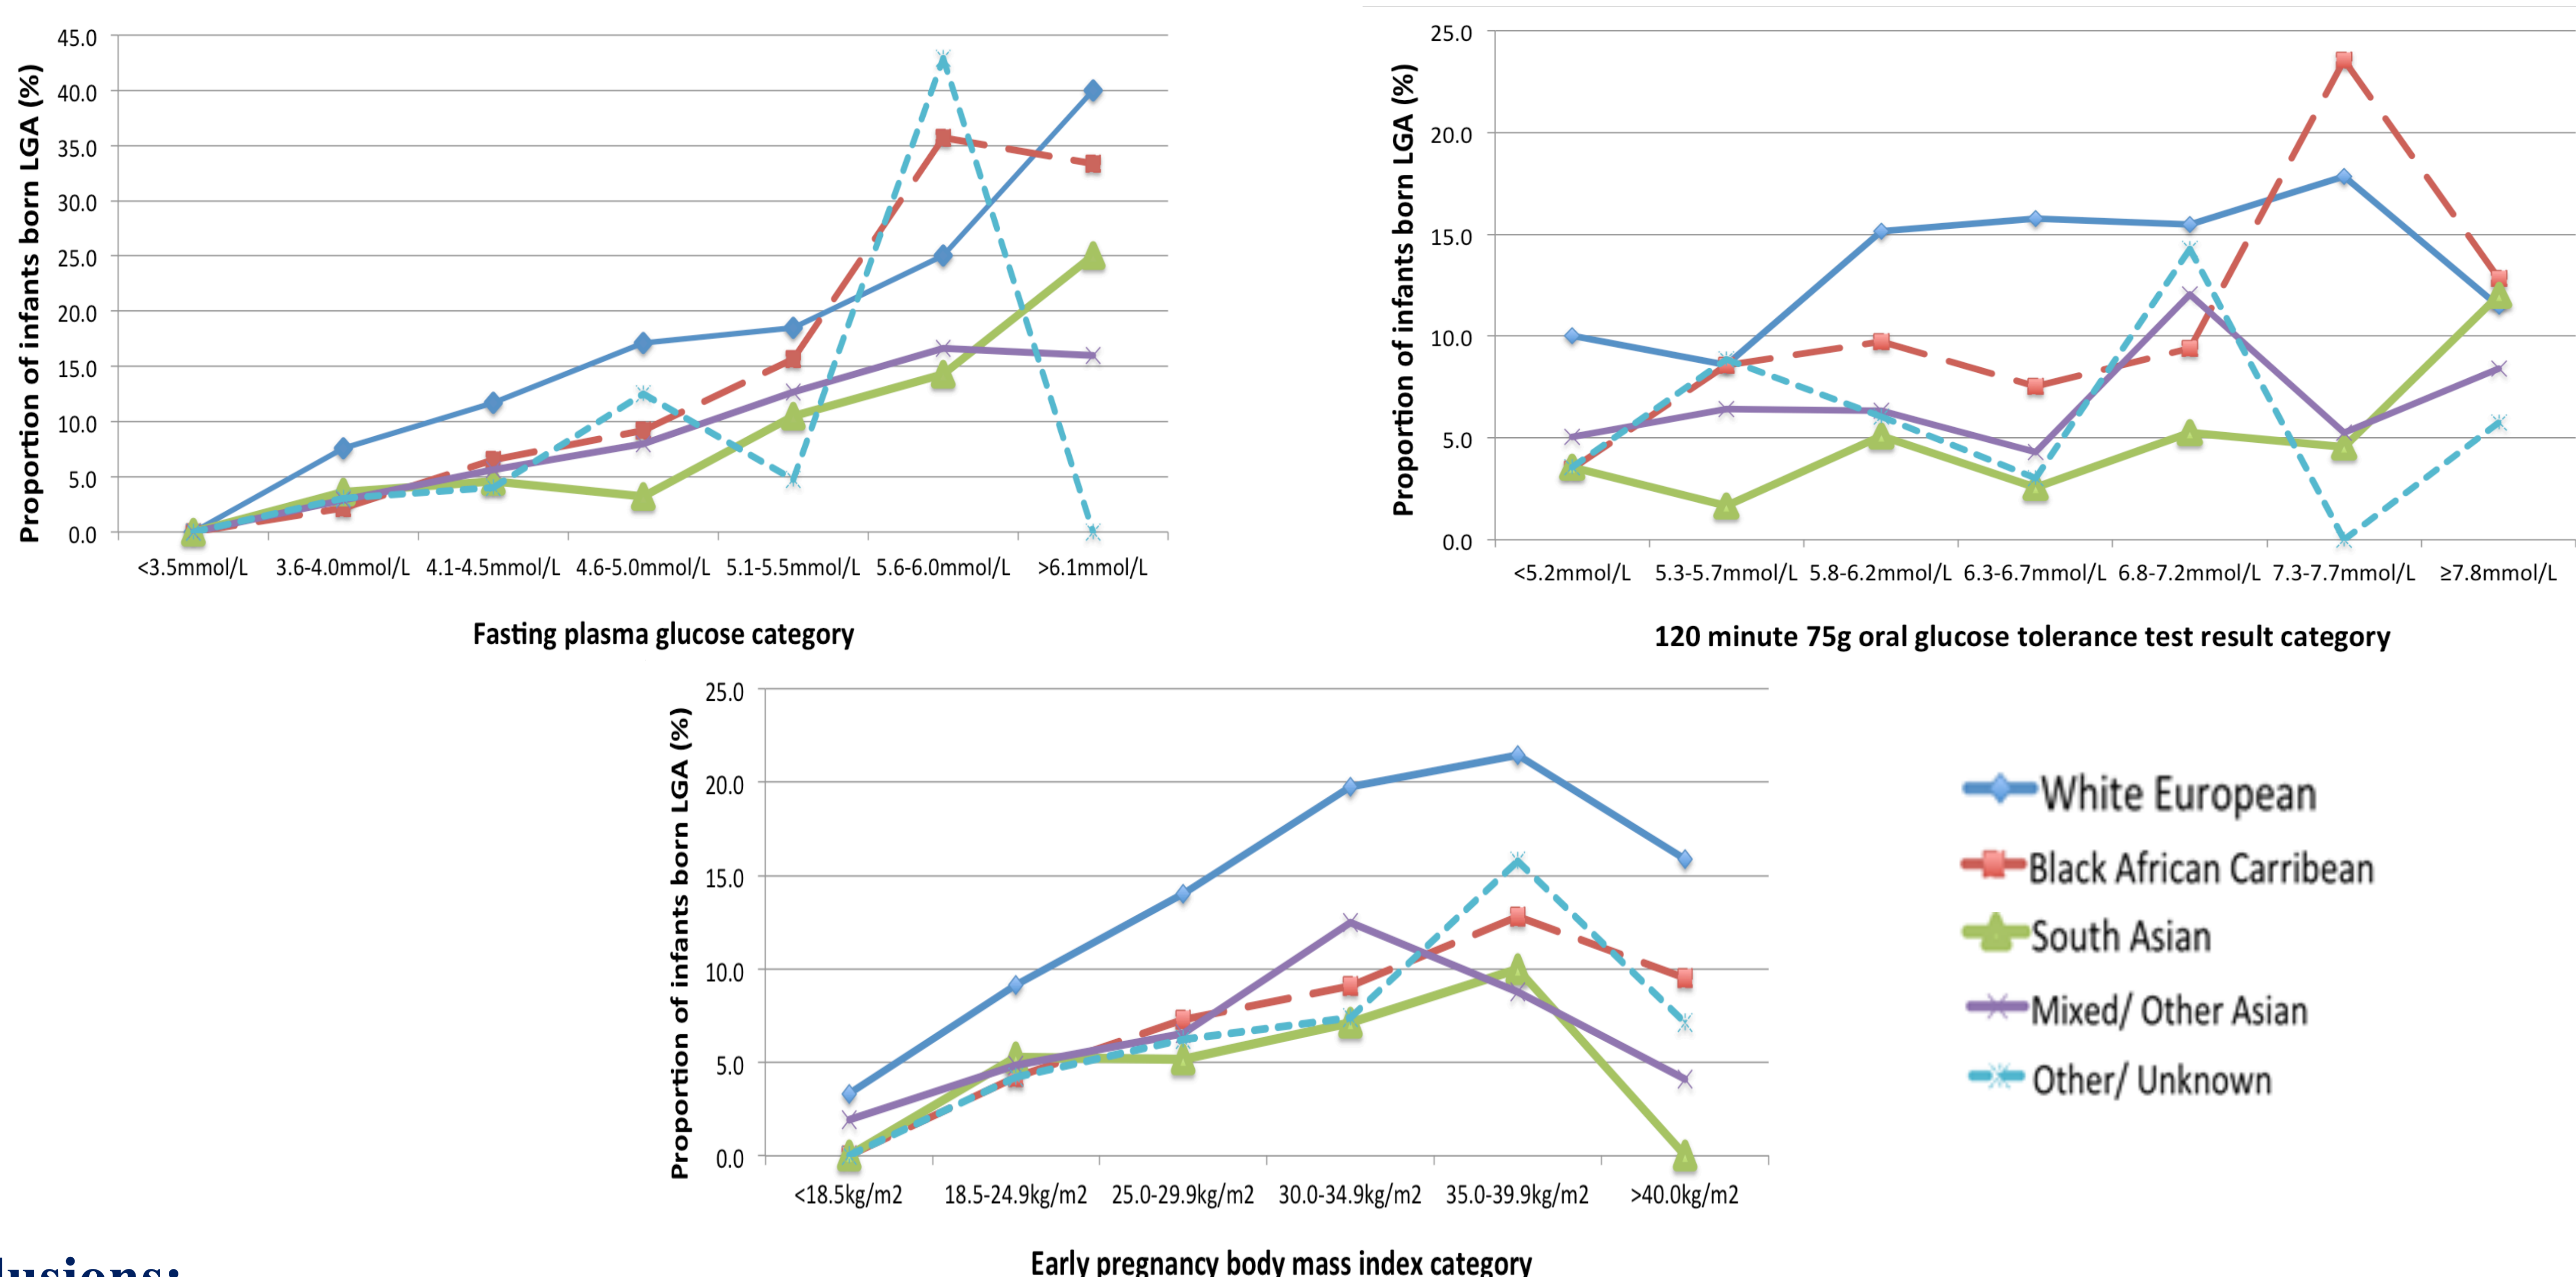 Proportion of infants born LGA (%)
45.0
40.0
35.0
30.0
25.0
20.0
15.0
10.0
5.0
0.0
<3.5mmol/L 3.6-4.0mmol/L 4.1-4.5mmol/L 4.6-5.0mmol/L 5.1-5.5mmol/L 5.6-6.0mmol/L >6.1mmol/L
Fasting plasma glucose category
Proportion of infants born LGA (%)
25.0
20.0
15.0
10.0
5.0
0.0
<5.2mmol/L 5.3-5.7mmol/L 5.8-6.2mmol/L 6.3-6.7mmol/L 6.8-7.2mmol/L 7.3-7.7mmol/L ≥7.8mmol/L
120 minute 75g oral glucose tolerance test result category
Proportion of infants born LGA (%)
25.0
20.0
15.0
10.0
5.0
0.0
<18.5kg/m2 18.5-24.9kg/m2 25.0-29.9kg/m2 30.0-34.9kg/m2 35.0-39.9kg/m2 >40.0kg/m2
Early pregnancy body mass index category
White European
Black African Carribean
South Asian
Mixed/ Other Asian
Other/ Unknown